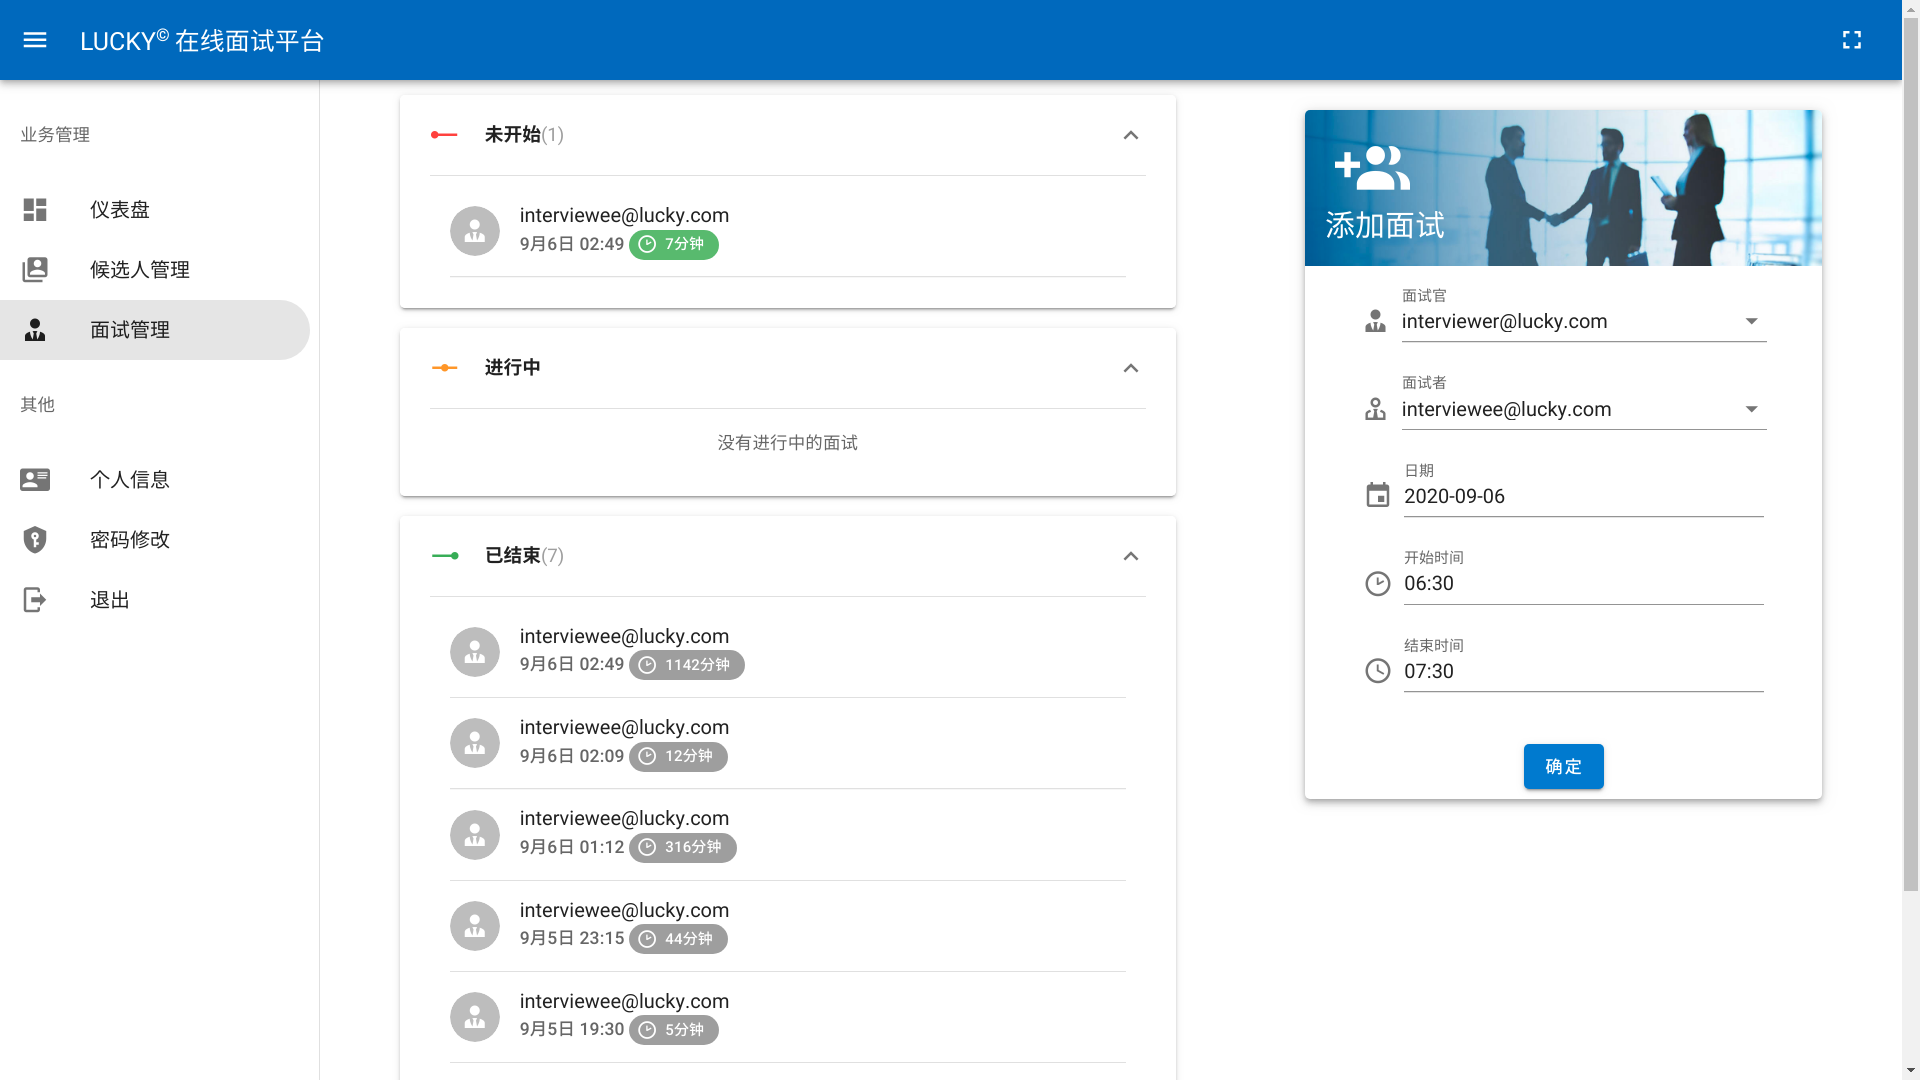 LUCKY© 在线面试平台
业务管理
仪表盘
候选人管理
面试管理
其他
个人信息
密码修改
退出
未开始(1)
interviewee@lucky.com
9月6日 02:49 7分钟
进行中
没有进行中的面试
已结束(7)
interviewee@lucky.com
9月6日 02:49 1142分钟
interviewee@lucky.com
9月6日 02:09 12分钟
interviewee@lucky.com
9月6日 01:12 316分钟
interviewee@lucky.com
9月5日 23:15 44分钟
interviewee@lucky.com
9月5日 19:30 5分钟
添加面试
面试官
interviewer@lucky.com
面试者
interviewee@lucky.com
日期
2020-09-06
开始时间
06:30
结束时间
07:30
确定